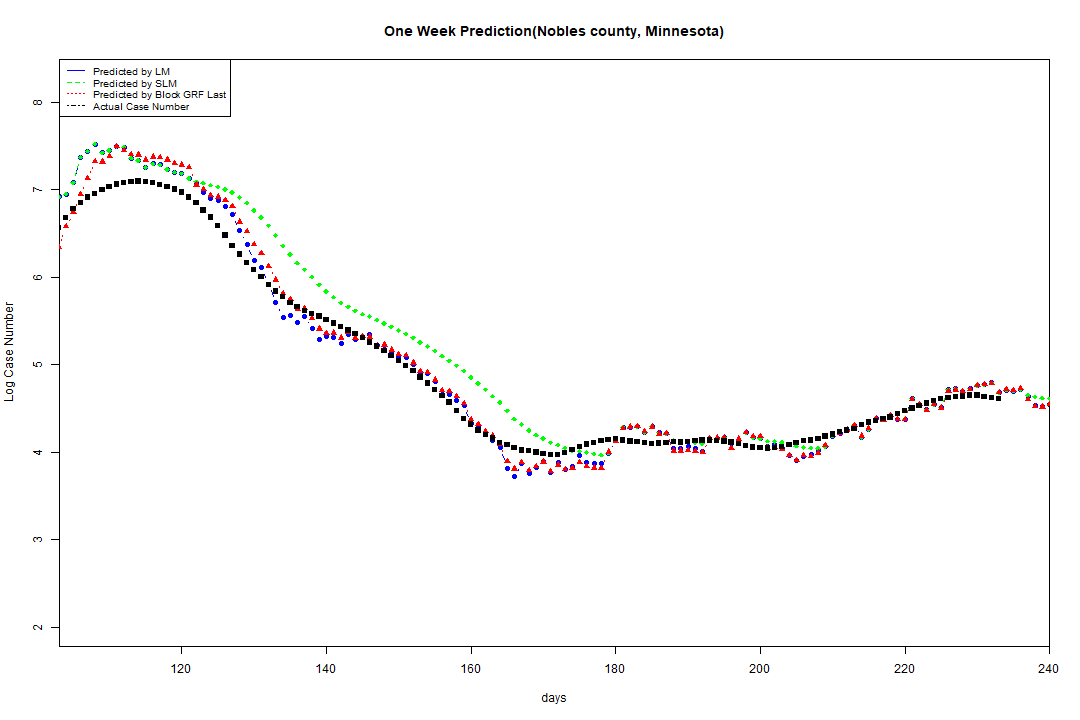 One Week Prediction(Nobles county, Minnesota)
Predicted by LM
Predicted by SLM
Predicted by Block GRF Last
Actual Case Number
Log Case Number
8
7
6
5
4
3
2
120 140 160 180 200 220 240
days